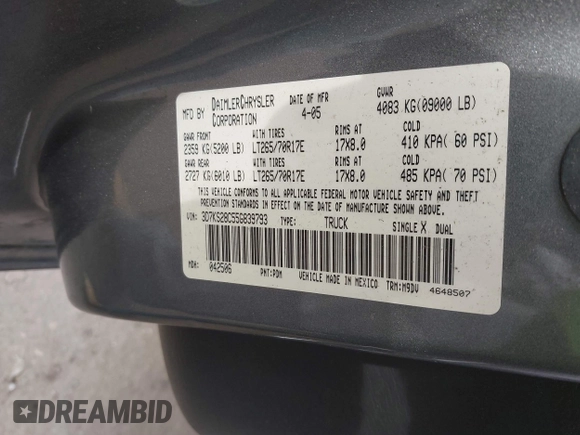 MFD BY DAIMLERCHRYSLER CORPORATION
DATE OF MFR 4-05
GVWR 4083 KG(09000 LB)
GAWR FRONT WITH TIRES RIMS AT COLD
2359 KG(5200 LB) LT265/70R17E 17X8.0 410 KPA( 60 PSI)
GAWR REAR WITH TIRES RIMS AT COLD
2727 KG(6010 LB) LT265/70R17E 17X8.0 485 KPA( 70 PSI)
THIS VEHICLE CONFORMS TO ALL APPLICABLE FEDERAL MOTOR VEHICLE SAFETY AND THEFT
PREVENTION STANDARDS IN EFFECT ON THE DATE OF MANUFACTURE SHOWN ABOVE.
VIN: 3D7KS28C55G839793 TYPE: TRUCK SINGLE X DUAL
MDH: 042506 PNT:PDM VEHICLE MADE IN MEXICO TRM:M9DV 4648507
DREAMBID